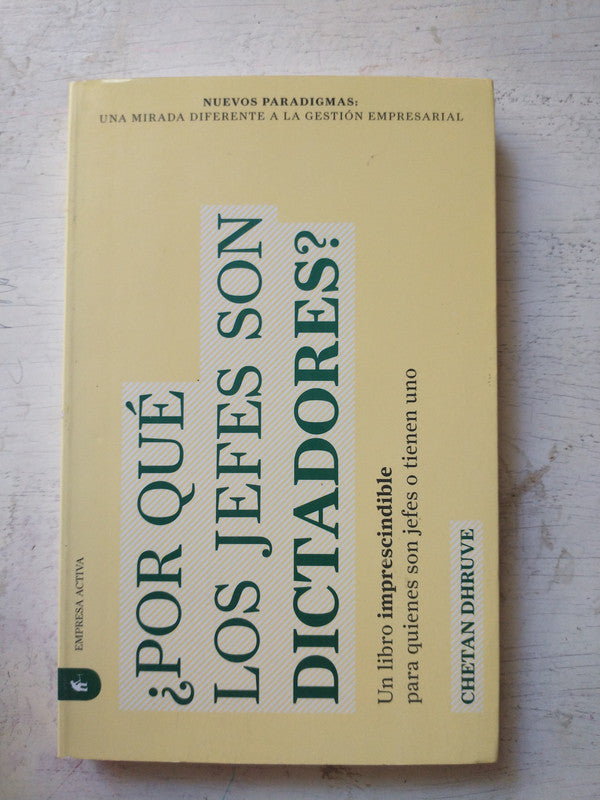 NUEVOS PARADIGMAS:
UNA MIRADA DIFERENTE A LA GESTIÓN EMPRESARIAL
EMPRESA ACTIVA
¿POR QUÉ
LOS JEFES SON
DICTADORES?
Un libro imprescindible
para quienes son jefes o tienen uno
CHETAN DHRUVE